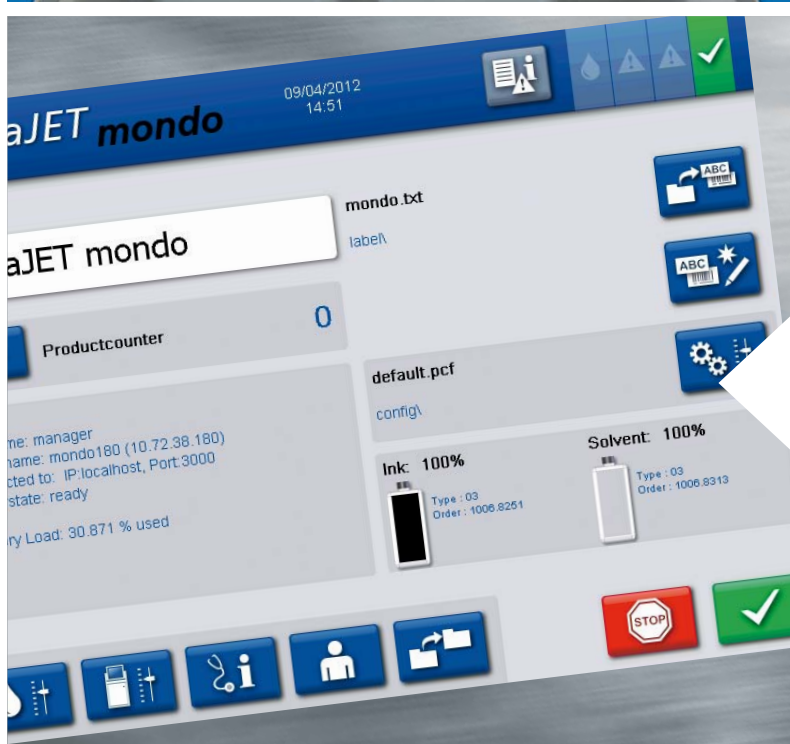 aJET mondo
09/04/2012
14:51
aJET mondo
mondo.txt
label\
ABC
ABC
Productcounter
0
default.pcf
config\
me: manager
name: mondo180 (10.72.38.180)
cted to: IP:localhost, Port:3000
state: ready
ry Load: 30.871 % used
Ink: 100%
Type : 03
Order : 1006.8251
Solvent: 100%
Type : 03
Order : 1006.8313
STOP